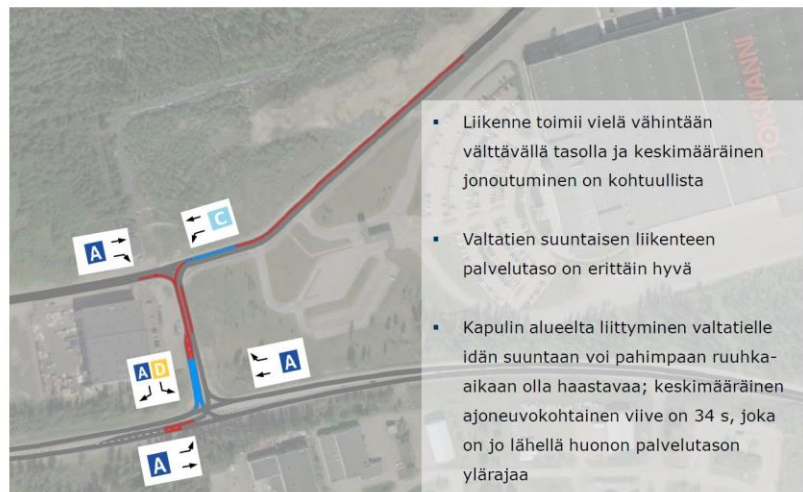 ▪ Liikenne toimii vielä vähintään
välttävällä tasolla ja keskimääräinen
jonoutuminen on kohtuullista
▪ Valtatien suuntaisen liikenteen
palvelutaso on erittäin hyvä
▪ Kapulin alueelta liittyminen valtatielle
idän suuntaan voi pahimpaan ruuhka-
aikaan olla haastavaa; keskimääräinen
ajoneuvokohtainen viive on 34 s, joka
on jo lähellä huonon palvelutason
ylärajaa
TOKMANNI
C
A
A D
A
A